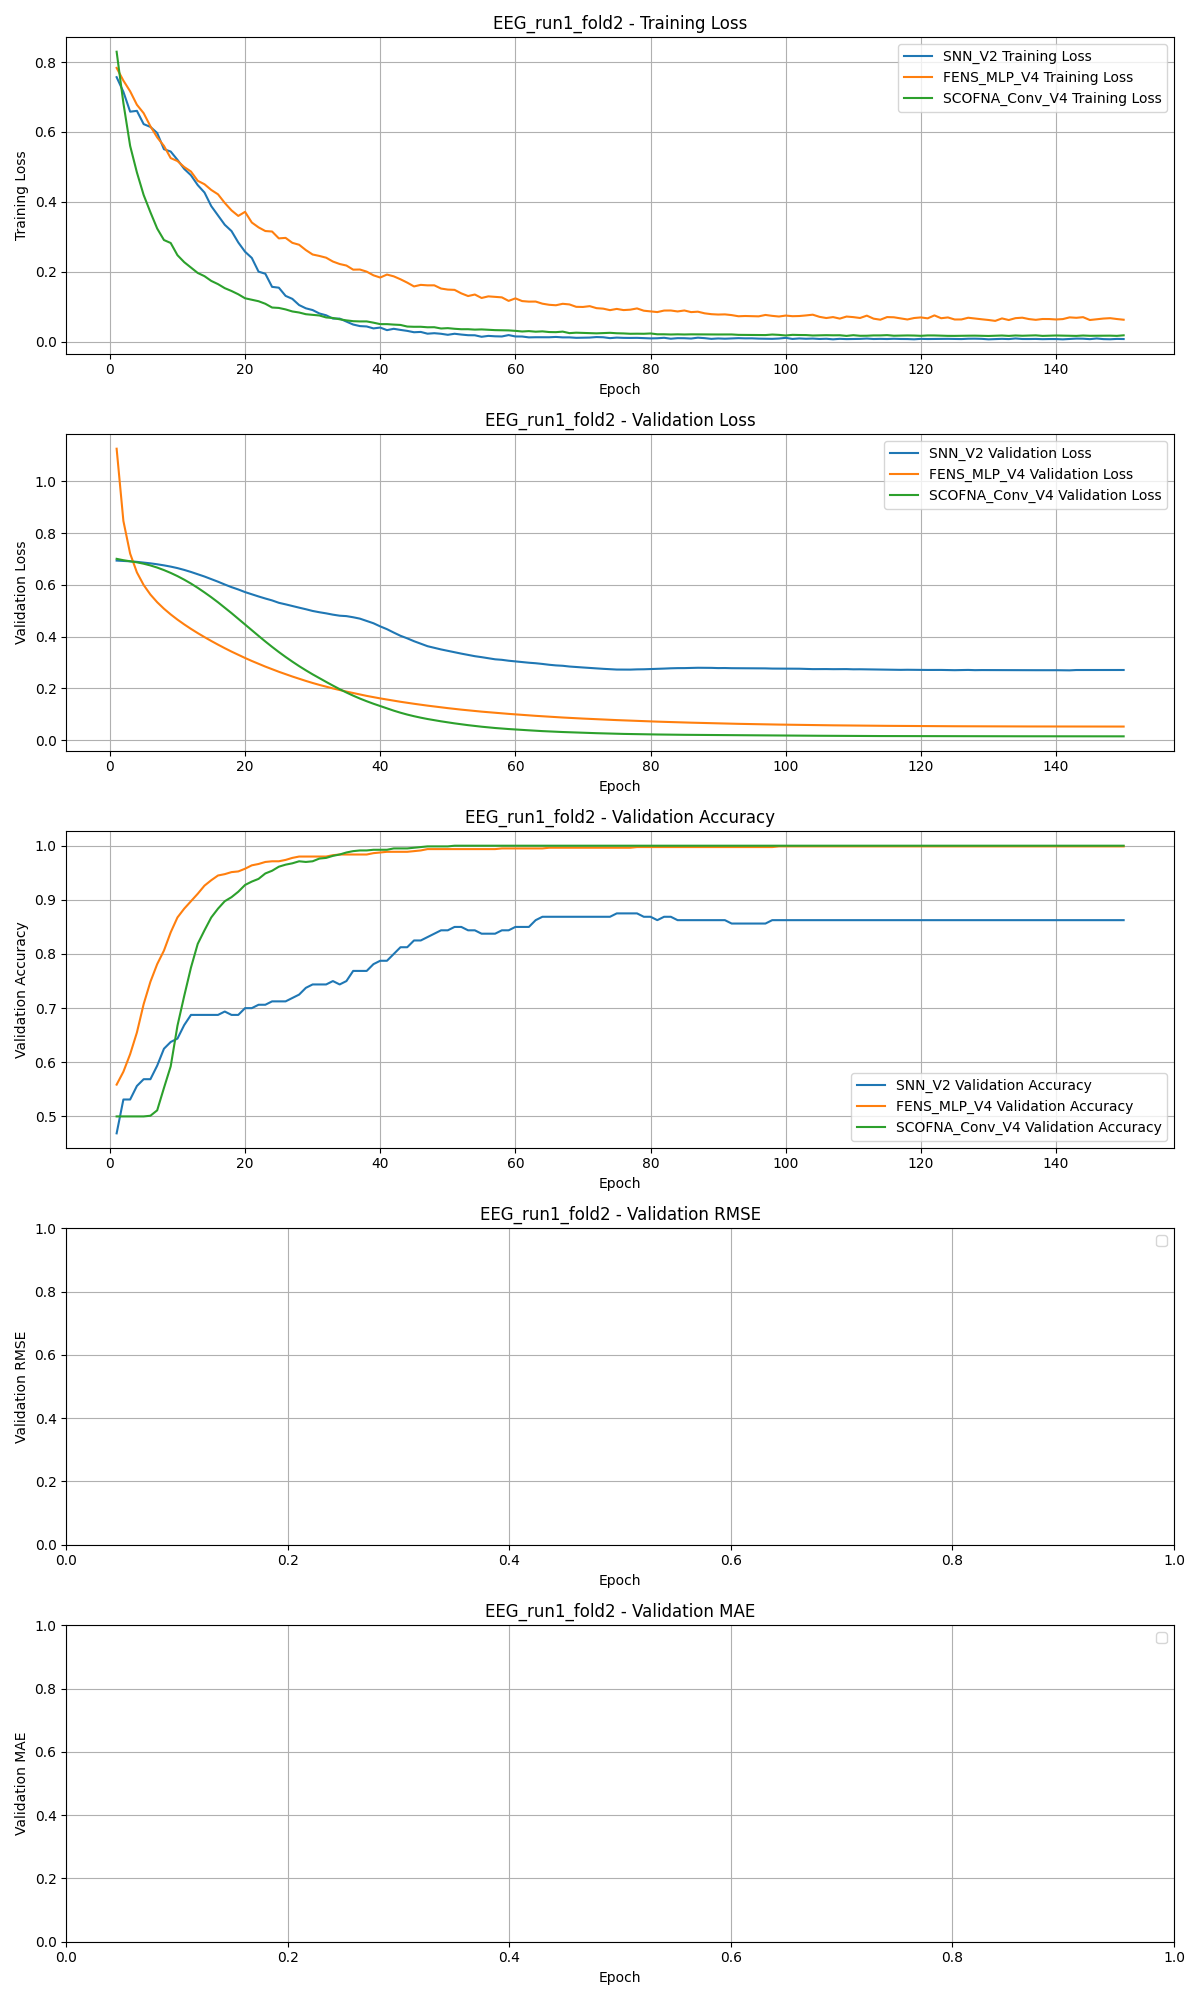 EEG_run1_fold2 - Training Loss
SNN_V2 Training Loss
FENS_MLP_V4 Training Loss
SCOFNA_Conv_V4 Training Loss
Training Loss
0.8
0.6
0.4
0.2
0.0
0 20 40 60 80 100 120 140
Epoch
EEG_run1_fold2 - Validation Loss
SNN_V2 Validation Loss
FENS_MLP_V4 Validation Loss
SCOFNA_Conv_V4 Validation Loss
Validation Loss
1.0
0.8
0.6
0.4
0.2
0.0
0 20 40 60 80 100 120 140
Epoch
EEG_run1_fold2 - Validation Accuracy
Validation Accuracy
1.0
0.9
0.8
0.7
0.6
0.5
SNN_V2 Validation Accuracy
FENS_MLP_V4 Validation Accuracy
SCOFNA_Conv_V4 Validation Accuracy
0 20 40 60 80 100 120 140
Epoch
EEG_run1_fold2 - Validation RMSE
Validation RMSE
1.0
0.8
0.6
0.4
0.2
0.0
0.0 0.2 0.4 0.6 0.8 1.0
Epoch
EEG_run1_fold2 - Validation MAE
Validation MAE
1.0
0.8
0.6
0.4
0.2
0.0
0.0 0.2 0.4 0.6 0.8 1.0
Epoch